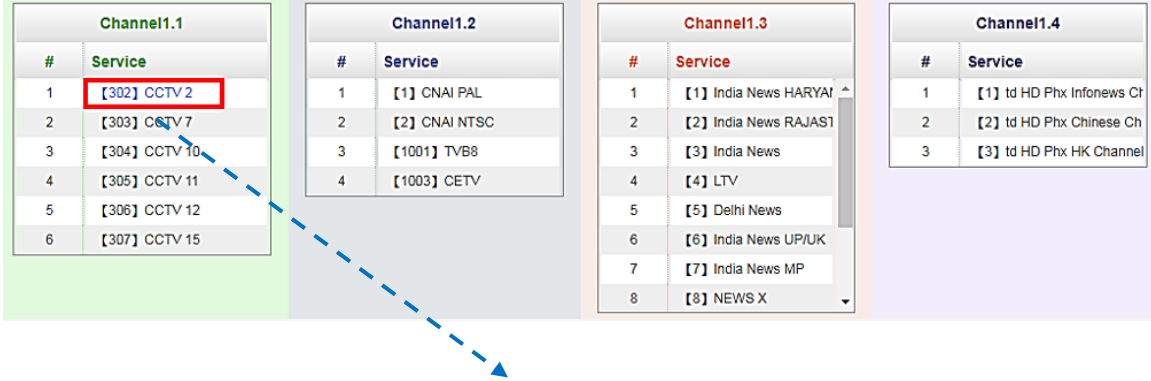 Channel1.1
# Service
1 【302】 CCTV 2
2 【303】 CCTV 7
3 【304】 CCTV 10
4 【305】 CCTV 11
5 【306】 CCTV 12
6 【307】 CCTV 15
Channel1.2
# Service
1 【1】 CNAI PAL
2 【2】 CNAI NTSC
3 【1001】 TVB8
4 【1003】 CETV
Channel1.3
# Service
1 【1】 India News
2 【2】 India News RAJAST
3 【3】 India News
4 【4】 LTV
5 【5】 Delhi News
6 【6】 India News UP/UK
7 【7】 India News MP
8 【8】 NEWS X
Channel1.4
# Service
1 【1】 td HD Phx Infonews Ch
2 【2】 td HD Phx Chinese Ch
3 【3】 td HD Phx HK Channel